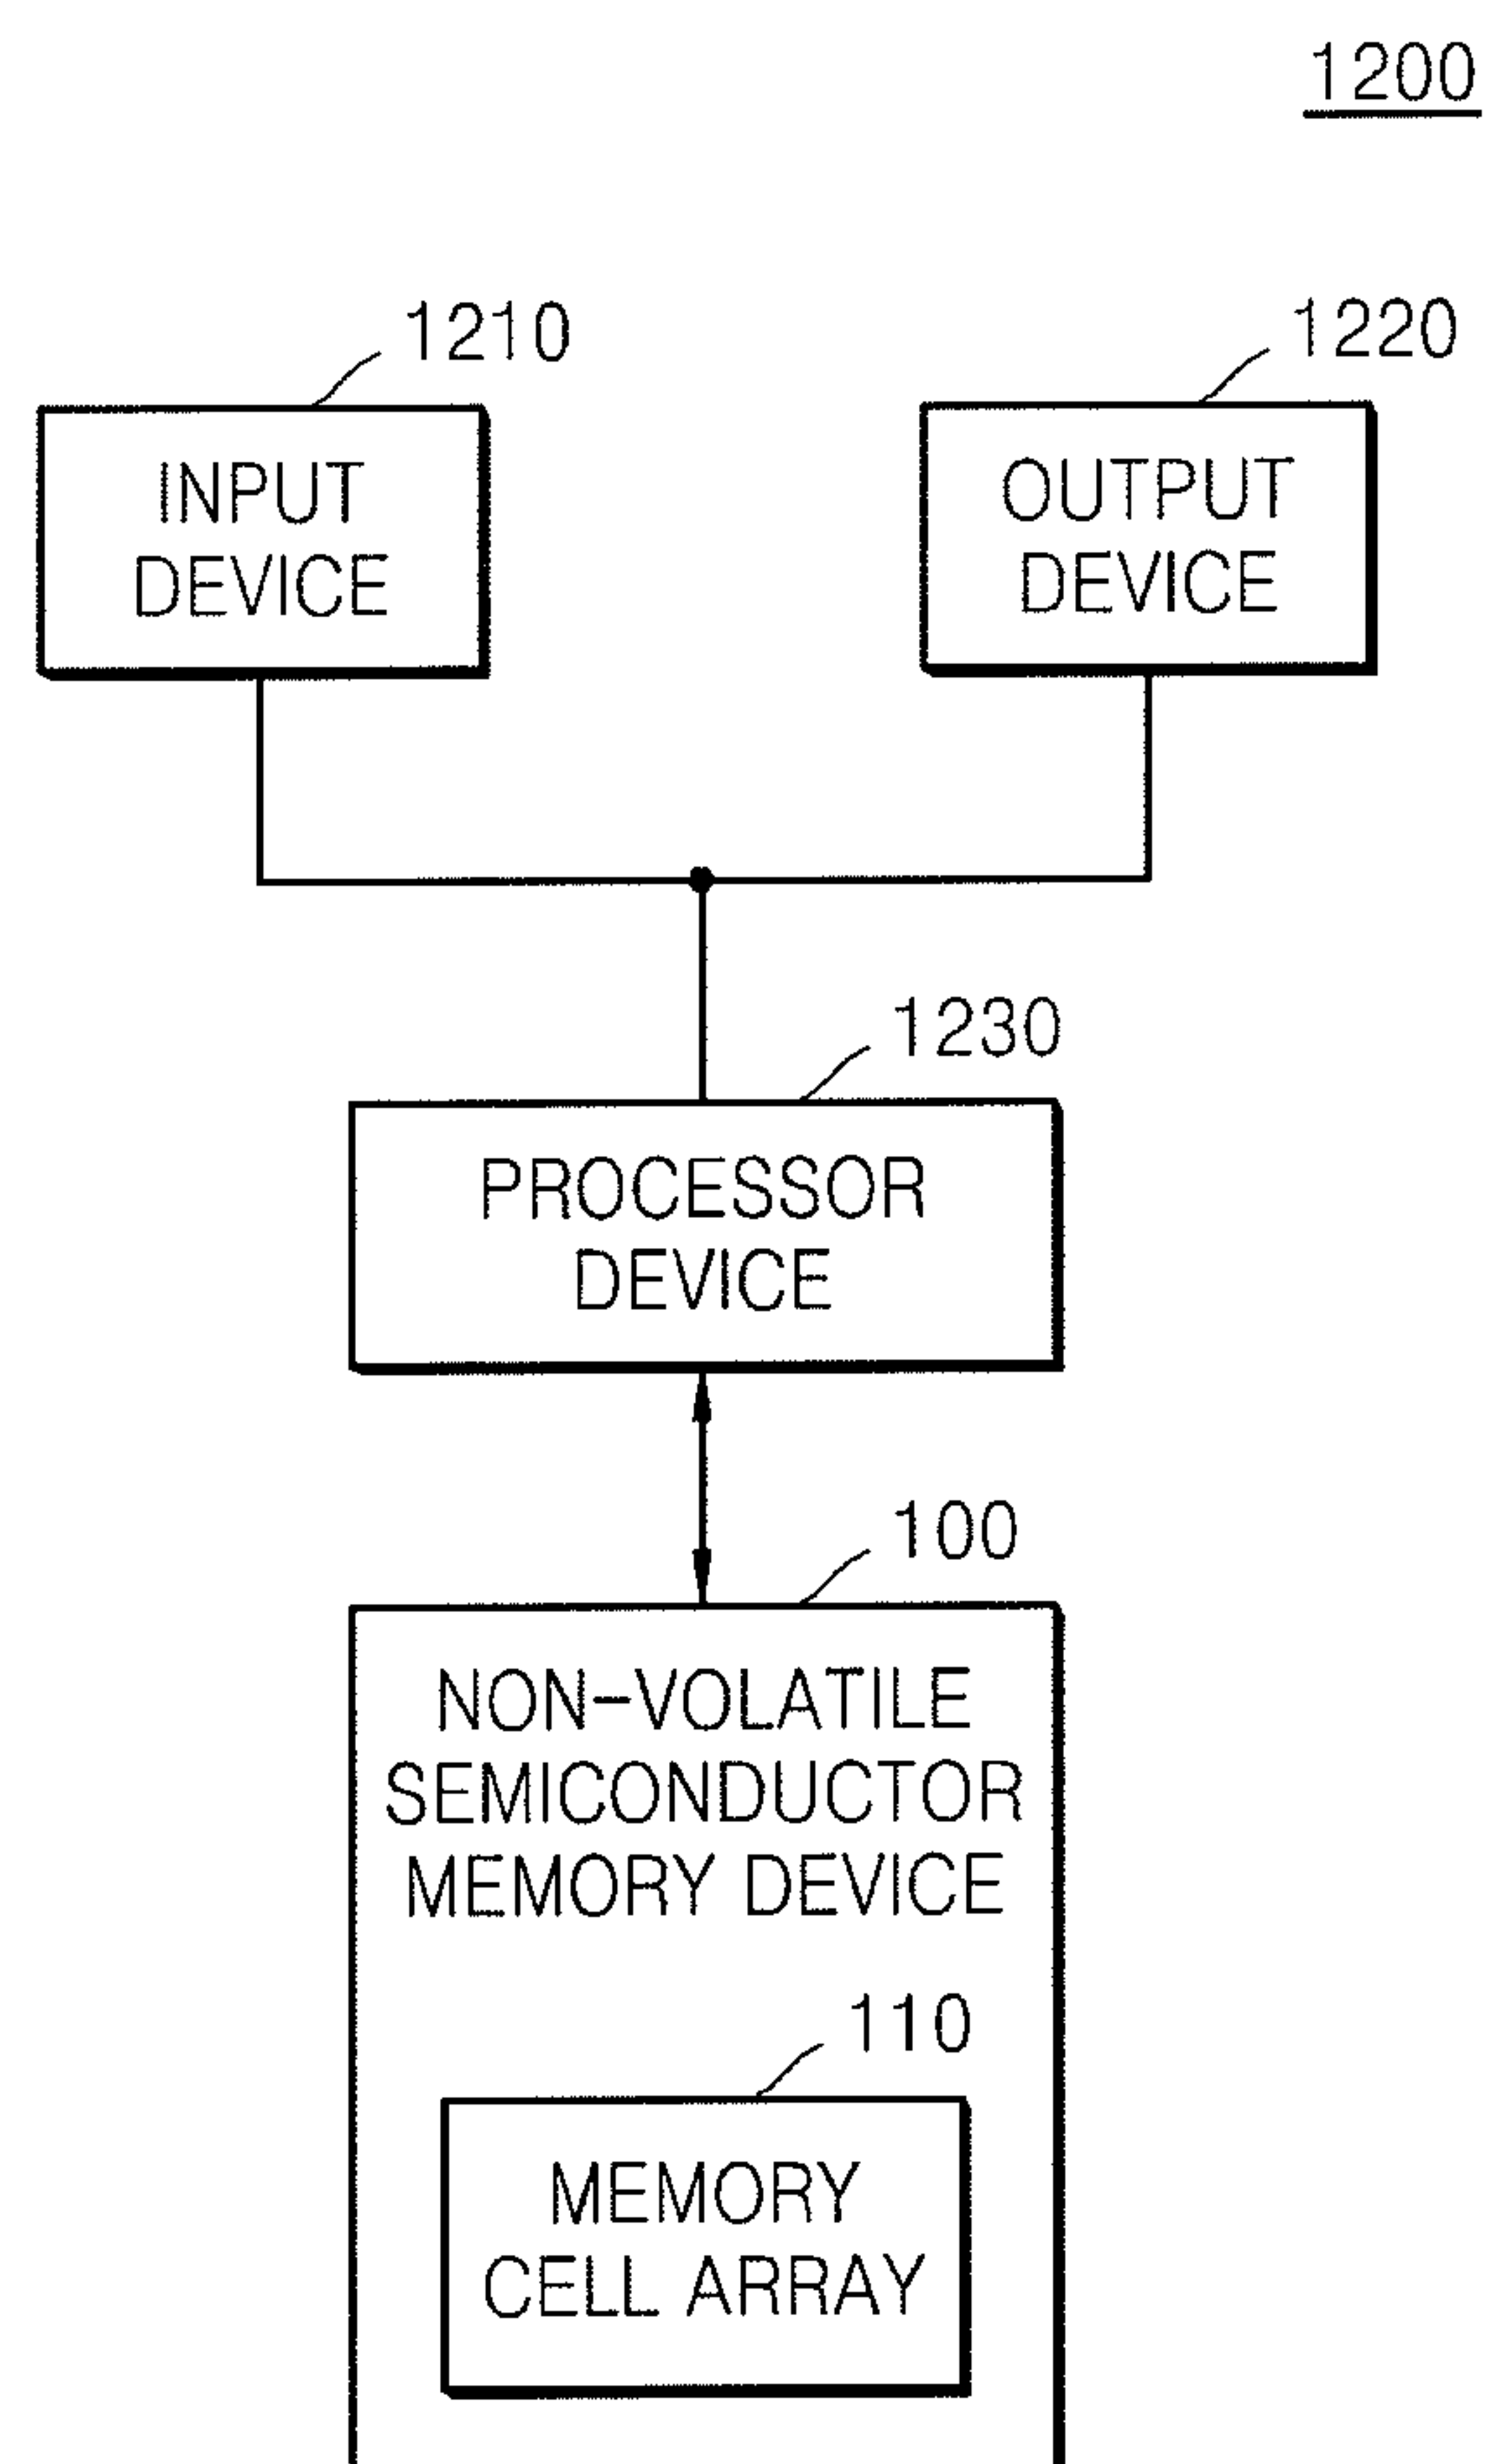 1200
1210
1220
INPUT
DEVICE
OUTPUT
DEVICE
1230
PROCESSOR
DEVICE
100
NON-VOLATILE
SEMICONDUCTOR
MEMORY DEVICE
110
MEMORY
CELL ARRAY